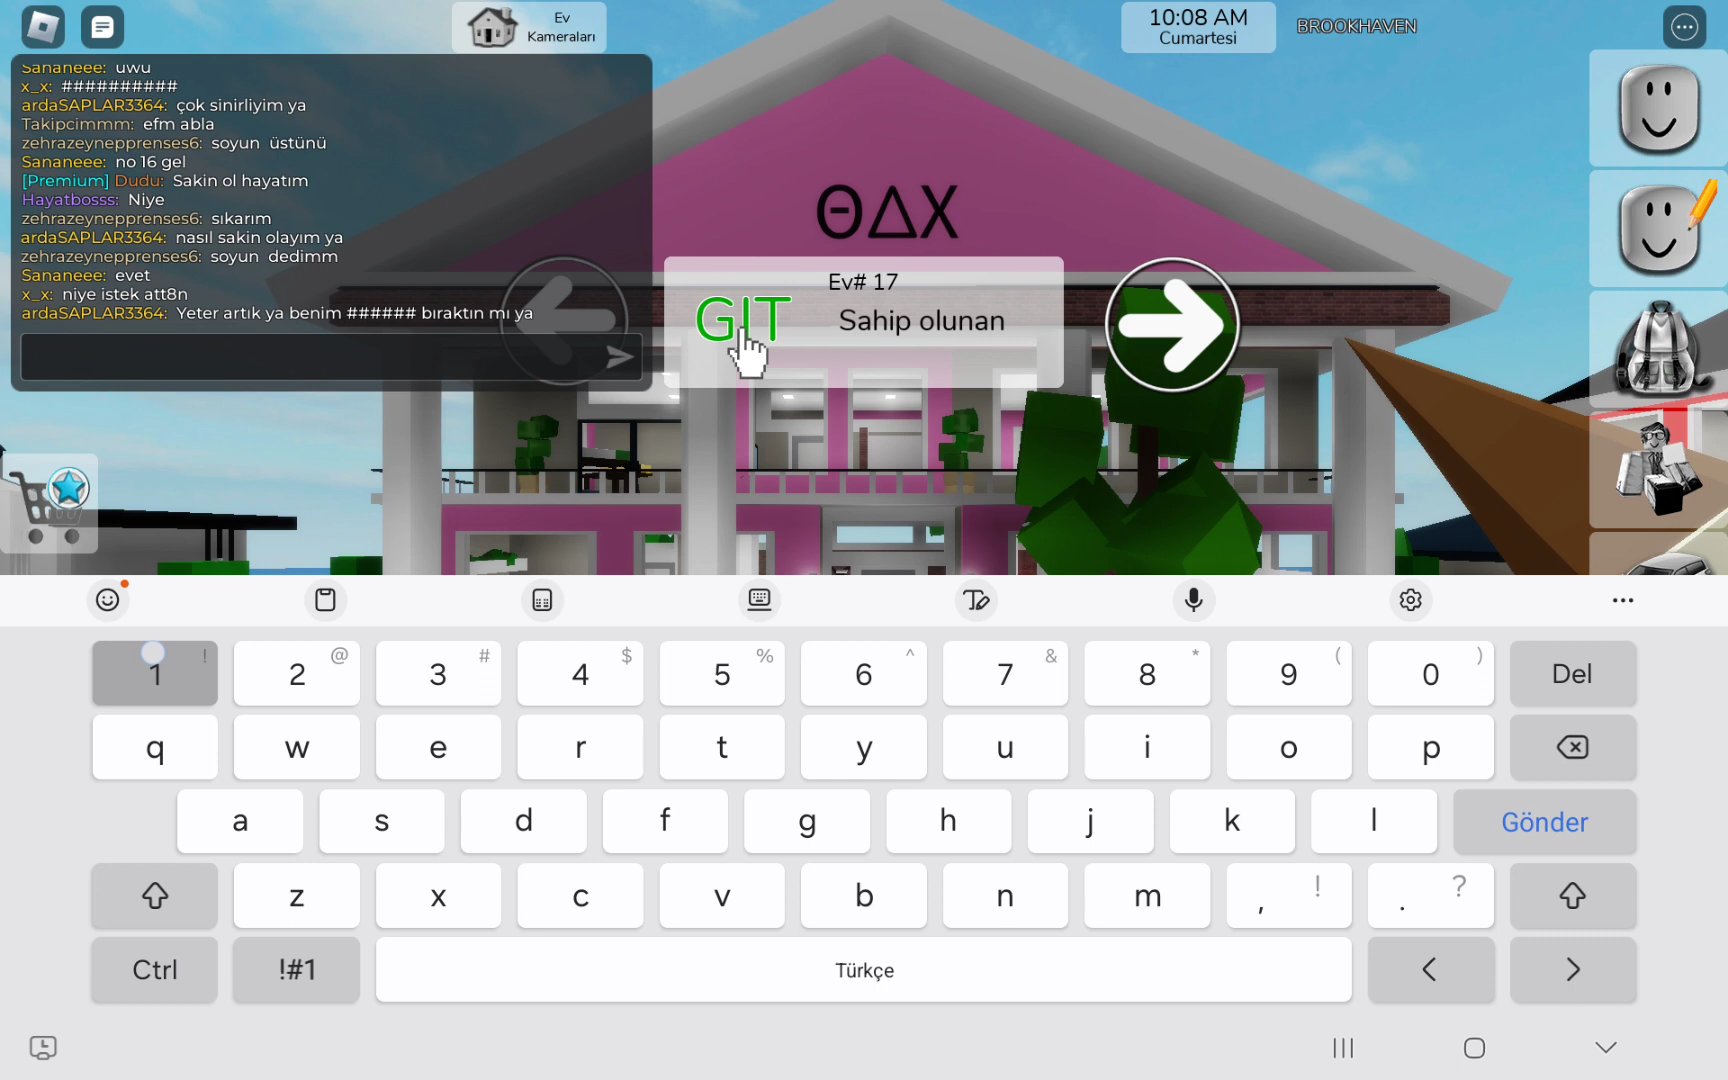 Ev
Kameraları
10:08 AM
Cumartesi
BROOKHAVEN
Sananeee: uwu
x_x: ##########
ardaSAPLAR3364: çok sinirliyim ya
Takipcimmm: efm abla
zehrazeynepprenses6: soyun üstünü
Sananeee: no 16 gel
[Premium] Dudu: Sakin ol hayatım
Hayatbosss: Niye
zehrazeynepprenses6: sıkarım
ardaSAPLAR3364: nasıl sakin olayım ya
zehrazeynepprenses6: soyun dedimm
Sananeee: evet
x_x: niye istek att8n
ardaSAPLAR3364: Yeter artık ya benim ###### bıraktın mı ya
ΘΔΧ
Ev# 17
GIT
Sahip olunan
1 ! 2 @ 3 # 4 $ 5 % 6 ^ 7 & 8 * 9 ( 0 ) Del
q w e r t y u i o p
a s d f g h j k l Gönder
z x c v b n m , ! . ?
Ctrl !#1 Türkçe < >